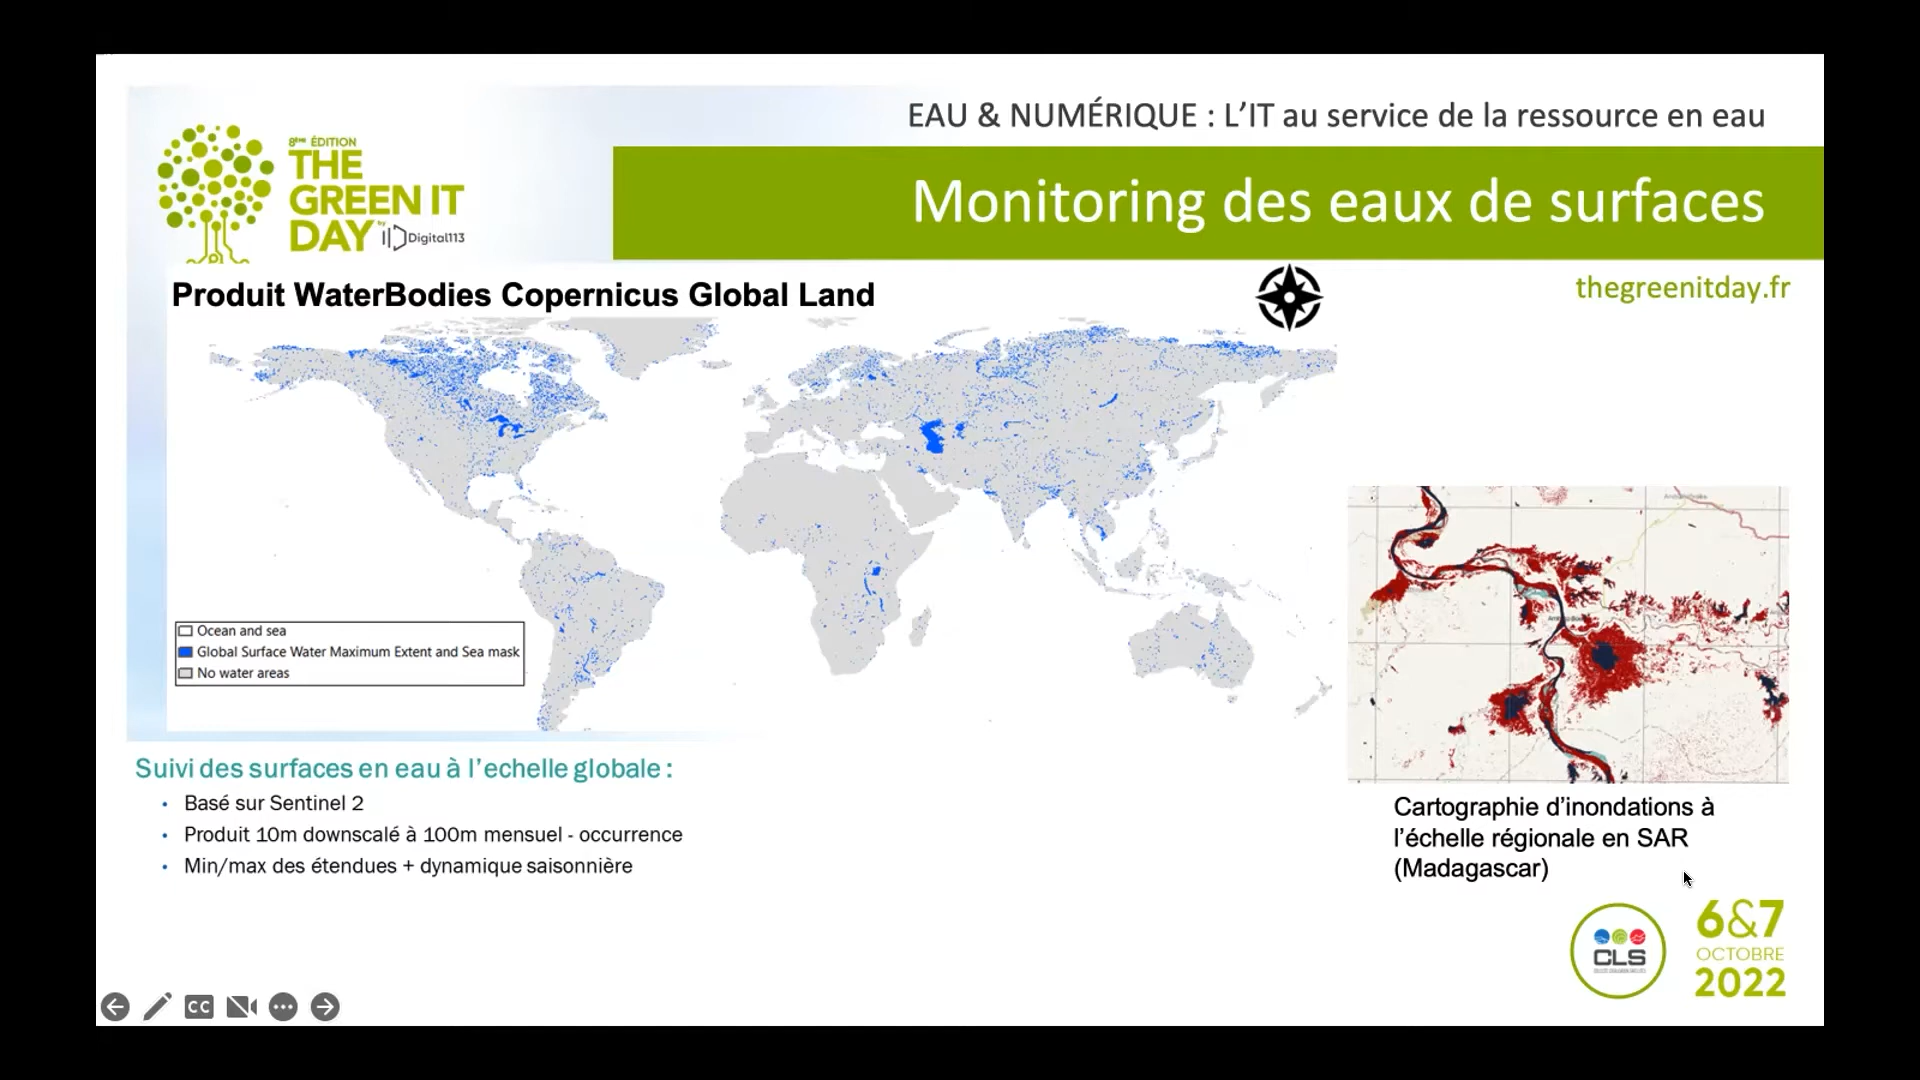 EAU & NUMÉRIQUE : L'IT au service de la ressource en eau
8ÈME ÉDITION
THE
GREEN IT
DAY
by Digital113
Monitoring des eaux de surfaces
thegreenitday.fr
Produit WaterBodies Copernicus Global Land
Ocean and sea
Global Surface Water Maximum Extent and Sea mask
No water areas
Suivi des surfaces en eau à l'echelle globale :
• Basé sur Sentinel 2
• Produit 10m downscalé à 100m mensuel - occurrence
• Min/max des étendues + dynamique saisonnière
Cartographie d'inondations à
l'échelle régionale en SAR
(Madagascar)
CLS
6&7
OCTOBRE
2022
CC